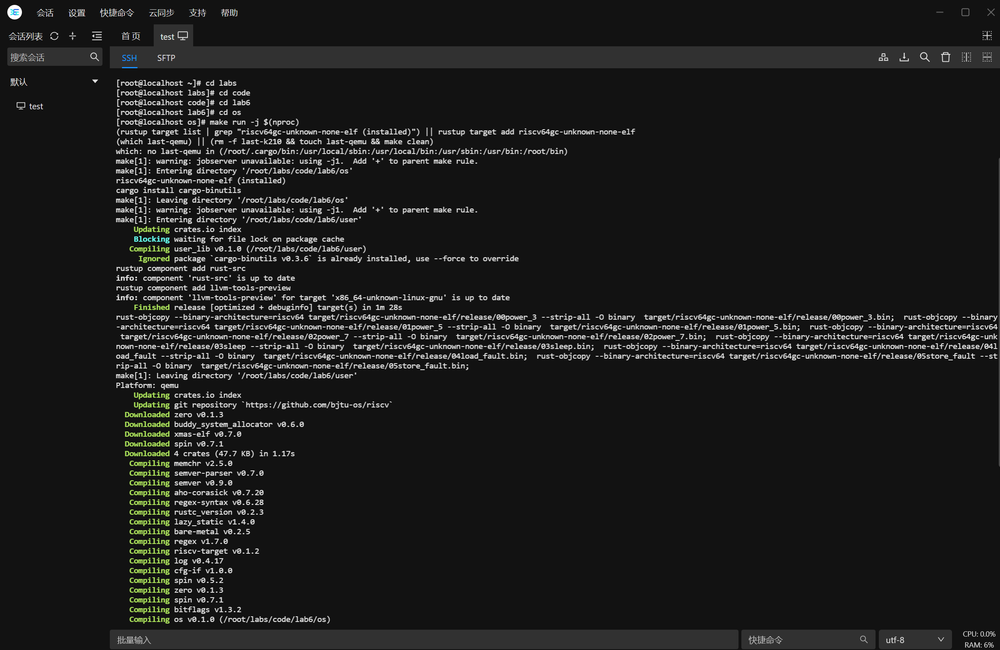 会话 设置 快捷命令 云同步 支持 帮助
会话列表 首页 test
搜索会话 SSH SFTP
默认
test
[root@localhost ~]# cd labs
[root@localhost labs]# cd code
[root@localhost code]# cd lab6
[root@localhost lab6]# cd os
[root@localhost os]# make run -j $(nproc)
(rustup target list | grep "riscv64gc-unknown-none-elf (installed)") || rustup target add riscv64gc-unknown-none-elf
(which last-qemu) || (rm -f last-k210 && touch last-qemu && make clean)
which: no last-qemu in (/root/.cargo/bin:/usr/local/sbin:/usr/local/bin:/usr/sbin:/usr/bin:/root/bin)
make[1]: warning: jobserver unavailable: using -j1.  Add '+' to parent make rule.
make[1]: Entering directory '/root/labs/code/lab6/os'
riscv64gc-unknown-none-elf (installed)
cargo install cargo-binutils
make[1]: Leaving directory '/root/labs/code/lab6/os'
make[1]: warning: jobserver unavailable: using -j1.  Add '+' to parent make rule.
make[1]: Entering directory '/root/labs/code/lab6/user'
Updating crates.io index
Blocking waiting for file lock on package cache
Compiling user_lib v0.1.0 (/root/labs/code/lab6/user)
Ignored package `cargo-binutils v0.3.6` is already installed, use --force to override
rustup component add rust-src
info: component 'rust-src' is up to date
rustup component add llvm-tools-preview
info: component 'llvm-tools-preview' for target 'x86_64-unknown-linux-gnu' is up to date
Finished release [optimized + debuginfo] target(s) in 1m 28s
rust-objcopy --binary-architecture=riscv64 target/riscv64gc-unknown-none-elf/release/00power_3 --strip-all -O binary  target/riscv64gc-unknown-none-elf/release/00power_3.bin;  rust-objcopy --binary
-architecture=riscv64 target/riscv64gc-unknown-none-elf/release/01power_5 --strip-all -O binary  target/riscv64gc-unknown-none-elf/release/01power_5.bin;  rust-objcopy --binary-architecture=riscv64
target/riscv64gc-unknown-none-elf/release/02power_7 --strip-all -O binary  target/riscv64gc-unknown-none-elf/release/02power_7.bin;  rust-objcopy --binary-architecture=riscv64 target/riscv64gc-unk
nown-none-elf/release/03sleep --strip-all -O binary  target/riscv64gc-unknown-none-elf/release/03sleep.bin;  rust-objcopy --binary-architecture=riscv64 target/riscv64gc-unknown-none-elf/release/04l
oad_fault --strip-all -O binary  target/riscv64gc-unknown-none-elf/release/04load_fault.bin;  rust-objcopy --binary-architecture=riscv64 target/riscv64gc-unknown-none-elf/release/05store_fault --st
rip-all -O binary  target/riscv64gc-unknown-none-elf/release/05store_fault.bin;
make[1]: Leaving directory '/root/labs/code/lab6/user'
Platform: qemu
Updating crates.io index
Updating git repository `https://github.com/bjtu-os/riscv`
Downloaded zero v0.1.3
Downloaded buddy_system_allocator v0.6.0
Downloaded xmas-elf v0.7.0
Downloaded spin v0.7.1
Downloaded 4 crates (47.7 KB) in 1.17s
Compiling memchr v2.5.0
Compiling semver-parser v0.7.0
Compiling semver v0.9.0
Compiling aho-corasick v0.7.20
Compiling regex-syntax v0.6.28
Compiling rustc_version v0.2.3
Compiling lazy_static v1.4.0
Compiling bare-metal v0.2.5
Compiling regex v1.7.0
Compiling riscv-target v0.1.2
Compiling log v0.4.17
Compiling cfg-if v1.0.0
Compiling spin v0.5.2
Compiling zero v0.1.3
Compiling spin v0.7.1
Compiling bitflags v1.3.2
Compiling os v0.1.0 (/root/labs/code/lab6/os)
批量输入 快捷命令 utf-8
CPU: 0.0%
RAM: 6%